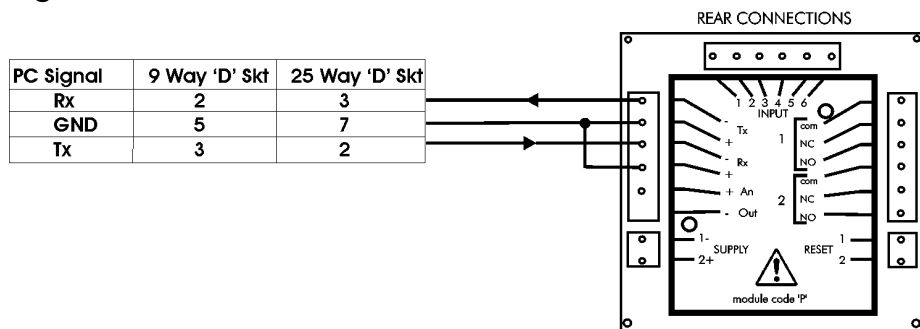 REAR CONNECTIONS
PC Signal 9 Way 'D' Skt 25 Way 'D' Skt
Rx 2 3
GND 5 7
Tx 3 2
1 2 3 4 5 6
INPUT
- Tx
+
- Rx
+
+ An
- Out
1 com
NC
NO
2 com
NC
NO
1- SUPPLY
2+
RESET 1
2
module code 'P'